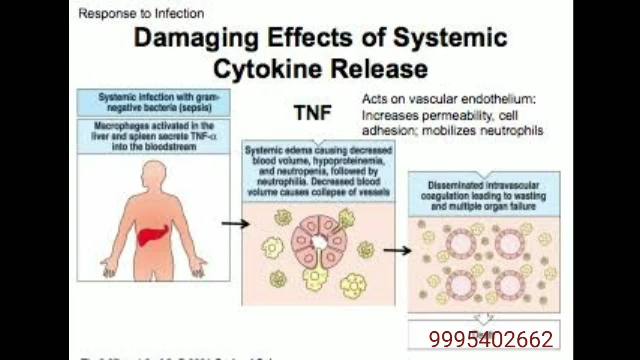 Response to Infection
Damaging Effects of Systemic
Cytokine Release
Systemic infection with gram-
negative bacteria (sepsis)
Macrophages activated in the
liver and spleen secrete TNF-α
into the bloodstream
TNF
Acts on vascular endothelium:
Increases permeability, cell
adhesion; mobilizes neutrophils
Systemic edema causing decreased
blood volume, hypoproteinemia,
and neutropenia, followed by
neutrophilia. Decreased blood
volume causes collapse of vessels
Disseminated intravascular
coagulation leading to wasting
and multiple organ failure
9995402662